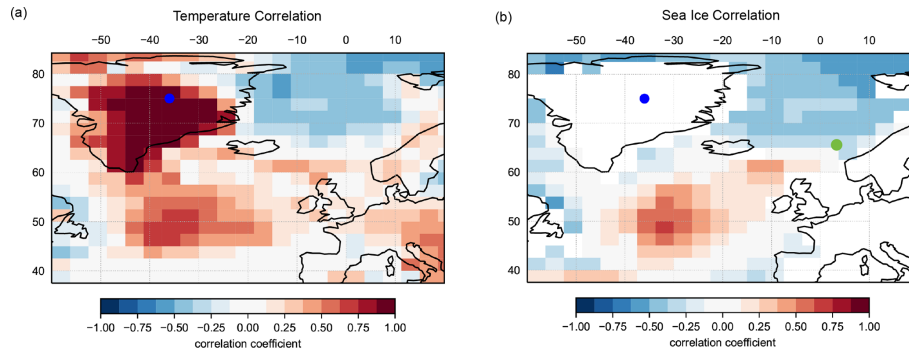 (a)
Temperature Correlation
−50 −40 −30 −20 −10 0 10
80
70
60
50
40
−1.00 −0.75 −0.50 −0.25 0.00 0.25 0.50 0.75 1.00
correlation coefficient
(b)
Sea Ice Correlation
−50 −40 −30 −20 −10 0 10
80
70
60
50
40
−1.00 −0.75 −0.50 −0.25 0.00 0.25 0.50 0.75 1.00
correlation coefficient